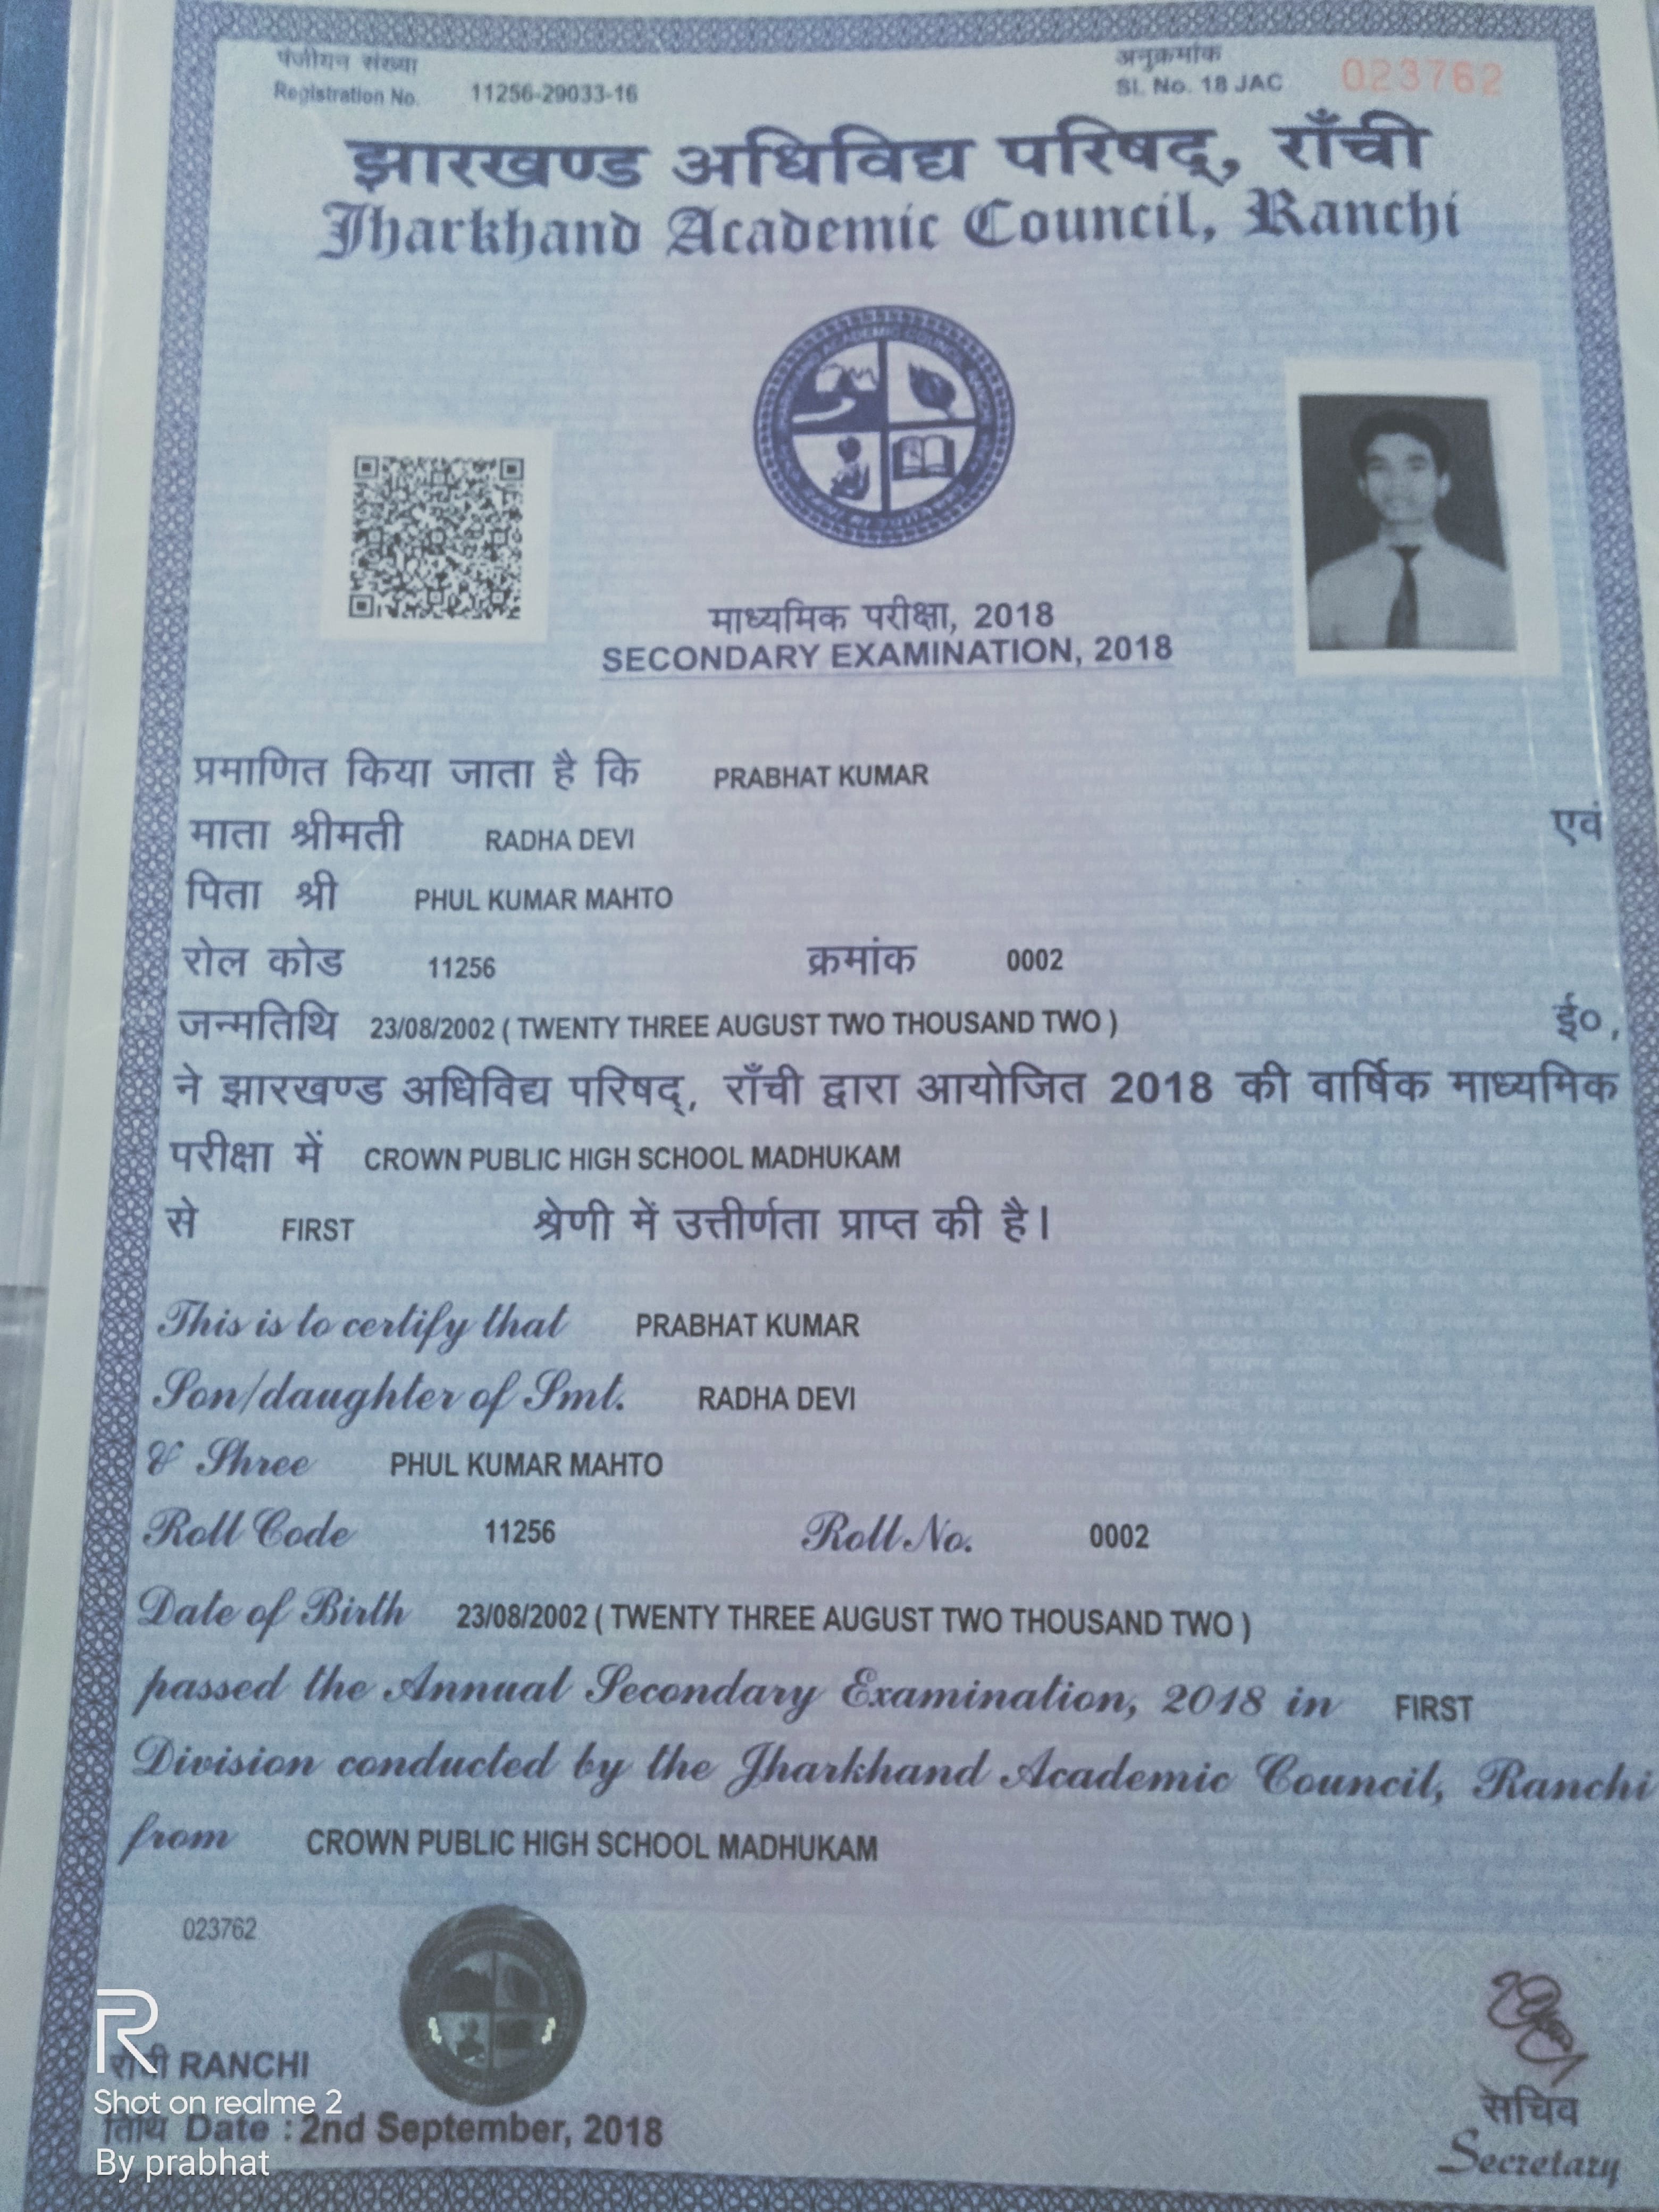 पंजीयन संख्या
Registration No. 11256-29033-16
अनुक्रमांक
Sl. No. 18 JAC 023762
झारखण्ड अधिविद्य परिषद्, राँची
Jharkhand Academic Council, Ranchi
माध्यमिक परीक्षा, 2018
SECONDARY EXAMINATION, 2018
प्रमाणित किया जाता है कि PRABHAT KUMAR
माता श्रीमती RADHA DEVI एवं
पिता श्री PHUL KUMAR MAHTO
रोल कोड 11256 क्रमांक 0002
जन्मतिथि 23/08/2002 ( TWENTY THREE AUGUST TWO THOUSAND TWO ) ई०,
ने झारखण्ड अधिविद्य परिषद्, राँची द्वारा आयोजित 2018 की वार्षिक माध्यमिक
परीक्षा में CROWN PUBLIC HIGH SCHOOL MADHUKAM
से FIRST श्रेणी में उत्तीर्णता प्राप्त की है।
This is to certify that PRABHAT KUMAR
Son/daughter of Smt. RADHA DEVI
& Shree PHUL KUMAR MAHTO
Roll Code 11256 Roll No. 0002
Date of Birth 23/08/2002 ( TWENTY THREE AUGUST TWO THOUSAND TWO )
passed the Annual Secondary Examination, 2018 in FIRST
Division conducted by the Jharkhand Academic Council, Ranchi
from CROWN PUBLIC HIGH SCHOOL MADHUKAM
023762
राँची RANCHI
Shot on realme 2
तिथि Date : 2nd September, 2018
By prabhat
सचिव
Secretary